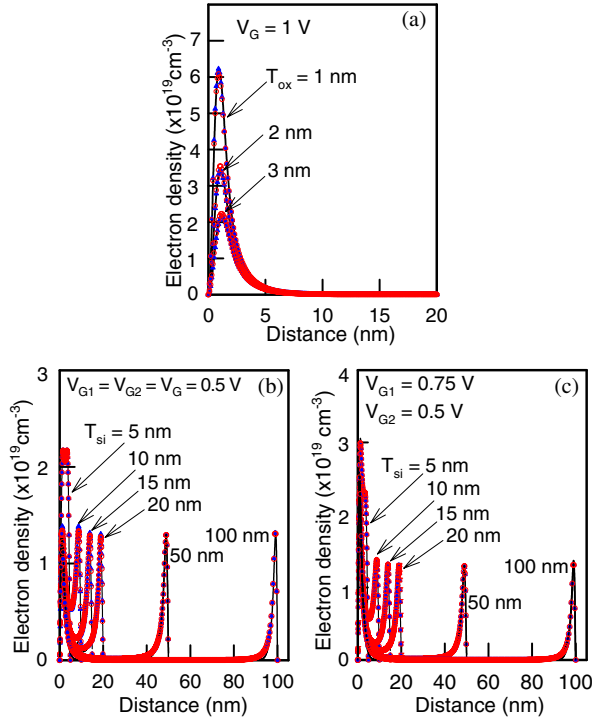 (a)
V_G = 1 V
T_ox = 1 nm
2 nm
3 nm
Electron density (x10^19 cm^-3)
7
6
5
4
3
2
1
0
0 5 10 15 20
Distance (nm)
(b)
V_G1 = V_G2 = V_G = 0.5 V
T_si = 5 nm
10 nm
15 nm
20 nm
50 nm
100 nm
Electron density (x10^19 cm^-3)
3
2
1
0
0 20 40 60 80 100
Distance (nm)
(c)
V_G1 = 0.75 V
V_G2 = 0.5 V
T_si = 5 nm
10 nm
15 nm
20 nm
50 nm
100 nm
Electron density (x10^19 cm^-3)
4
3
2
1
0
0 20 40 60 80 100
Distance (nm)